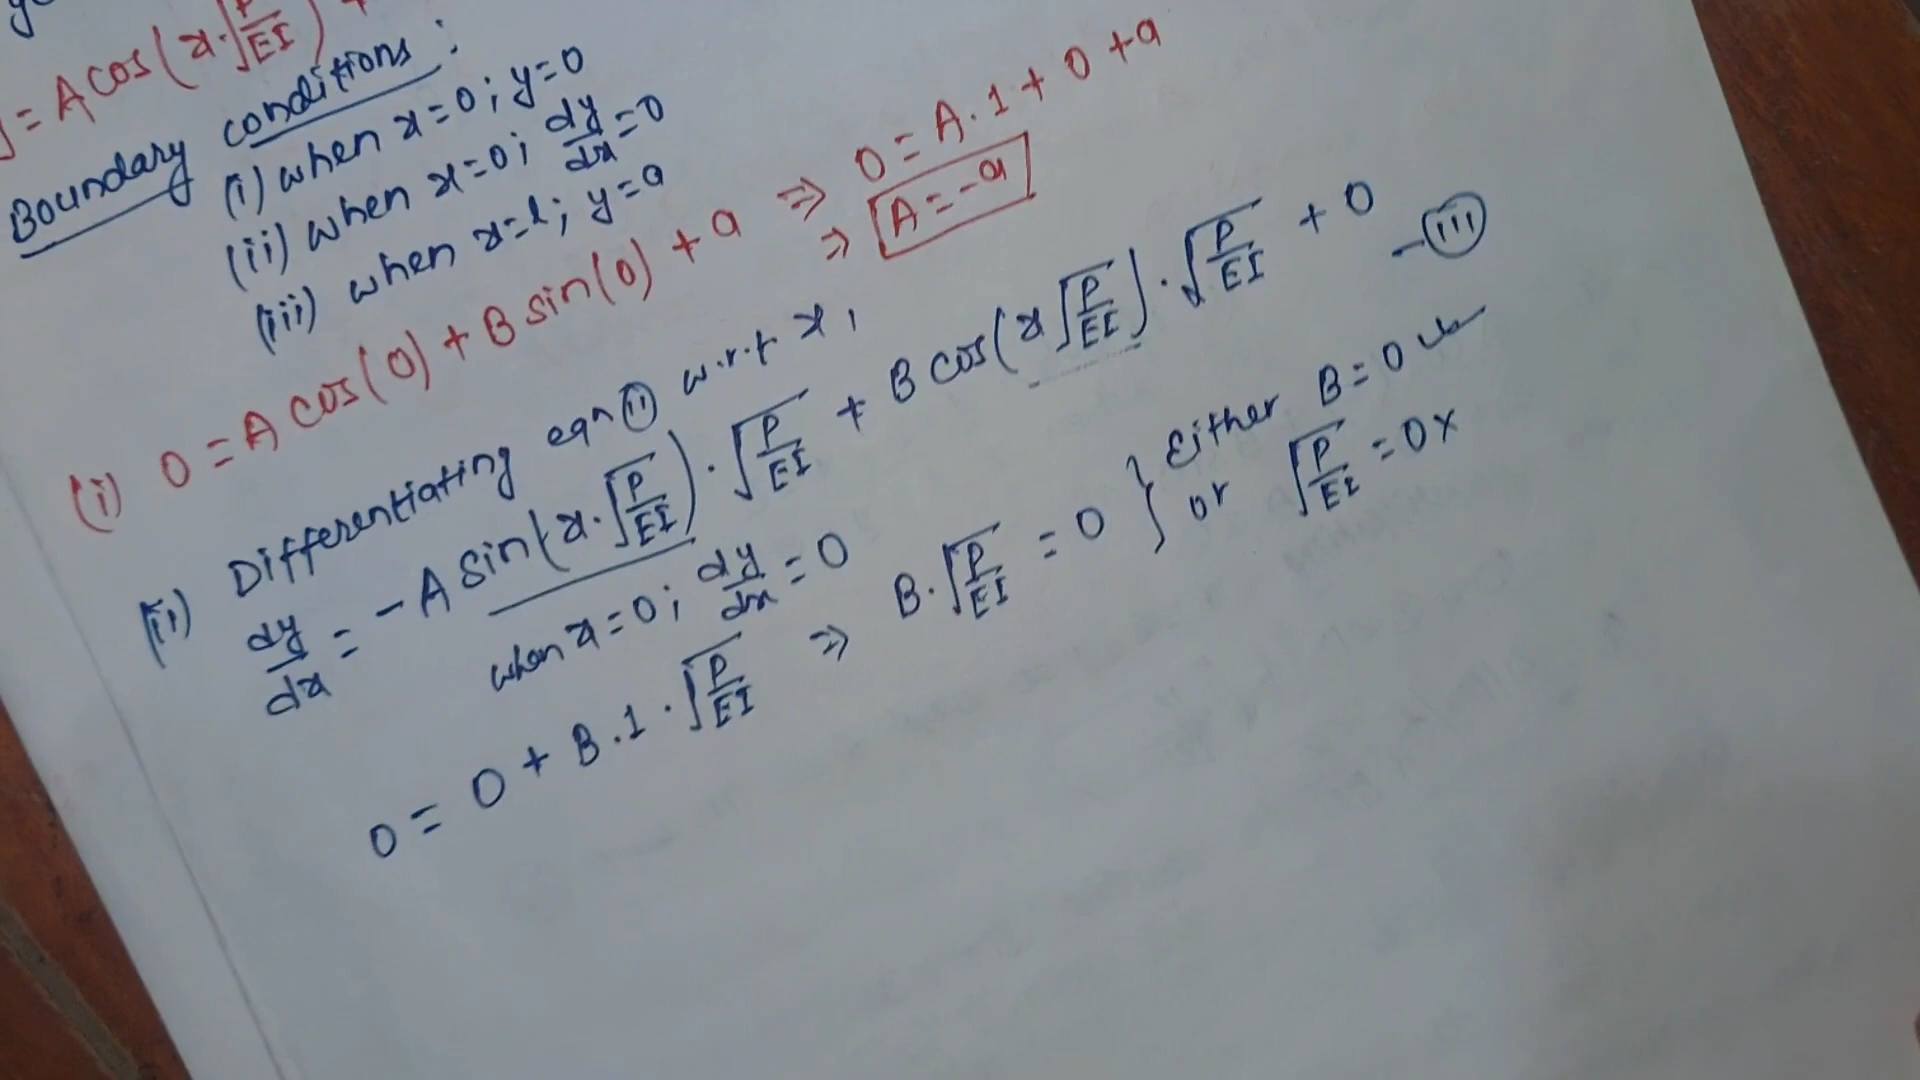 = A cos(x.√P/EI) +
Boundary conditions :
(i) when x=0; y=0
(ii) when x=0; dy/dx=0
(iii) when x=l; y=a
(i) 0 = A cos(0) + B sin(0) + a ⇒ 0 = A.1 + 0 + a
⇒ A = -a
(ii) Differentiating eqn (ii) w.r.t x,
dy/dx = -A sin(x.√P/EI).√P/EI + B cos(x√P/EI).√P/EI + 0 - (iii)
when x=0; dy/dx=0
0 = 0 + B.1.√P/EI ⇒ B.√P/EI = 0 } Either B=0 ✓
or √P/EI = 0 x